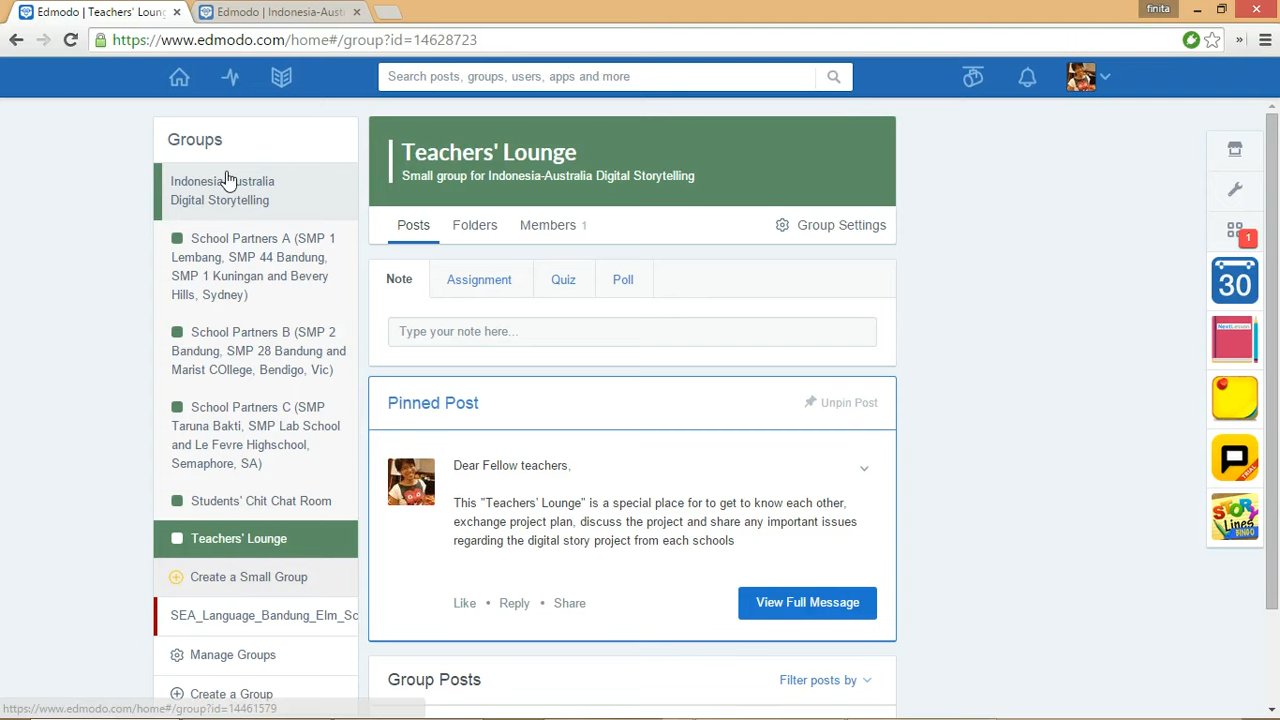 Edmodo | Teachers' Loung
Edmodo | Indonesia-Aust
finita
https://www.edmodo.com/home#/group?id=14628723
Search posts, groups, users, apps and more
Groups
Indonesia-Australia
Digital Storytelling
School Partners A (SMP 1
Lembang, SMP 44 Bandung,
SMP 1 Kuningan and Bevery
Hills, Sydney)
School Partners B (SMP 2
Bandung, SMP 28 Bandung and
Marist COllege, Bendigo, Vic)
School Partners C (SMP
Taruna Bakti, SMP Lab School
and Le Fevre Highschool,
Semaphore, SA)
Students' Chit Chat Room
Teachers' Lounge
Create a Small Group
SEA_Language_Bandung_Elm_Sc
Manage Groups
Create a Group
Teachers' Lounge
Small group for Indonesia-Australia Digital Storytelling
Posts
Folders
Members 1
Group Settings
Note
Assignment
Quiz
Poll
Type your note here...
Pinned Post
Unpin Post
Dear Fellow teachers,
This "Teachers' Lounge" is a special place for to get to know each other,
exchange project plan, discuss the project and share any important issues
regarding the digital story project from each schools
Like • Reply • Share
View Full Message
Group Posts
Filter posts by
1
30
NextLesson
TRIAL
STORY
Lines
BINGO
https://www.edmodo.com/home#/group?id=14461579